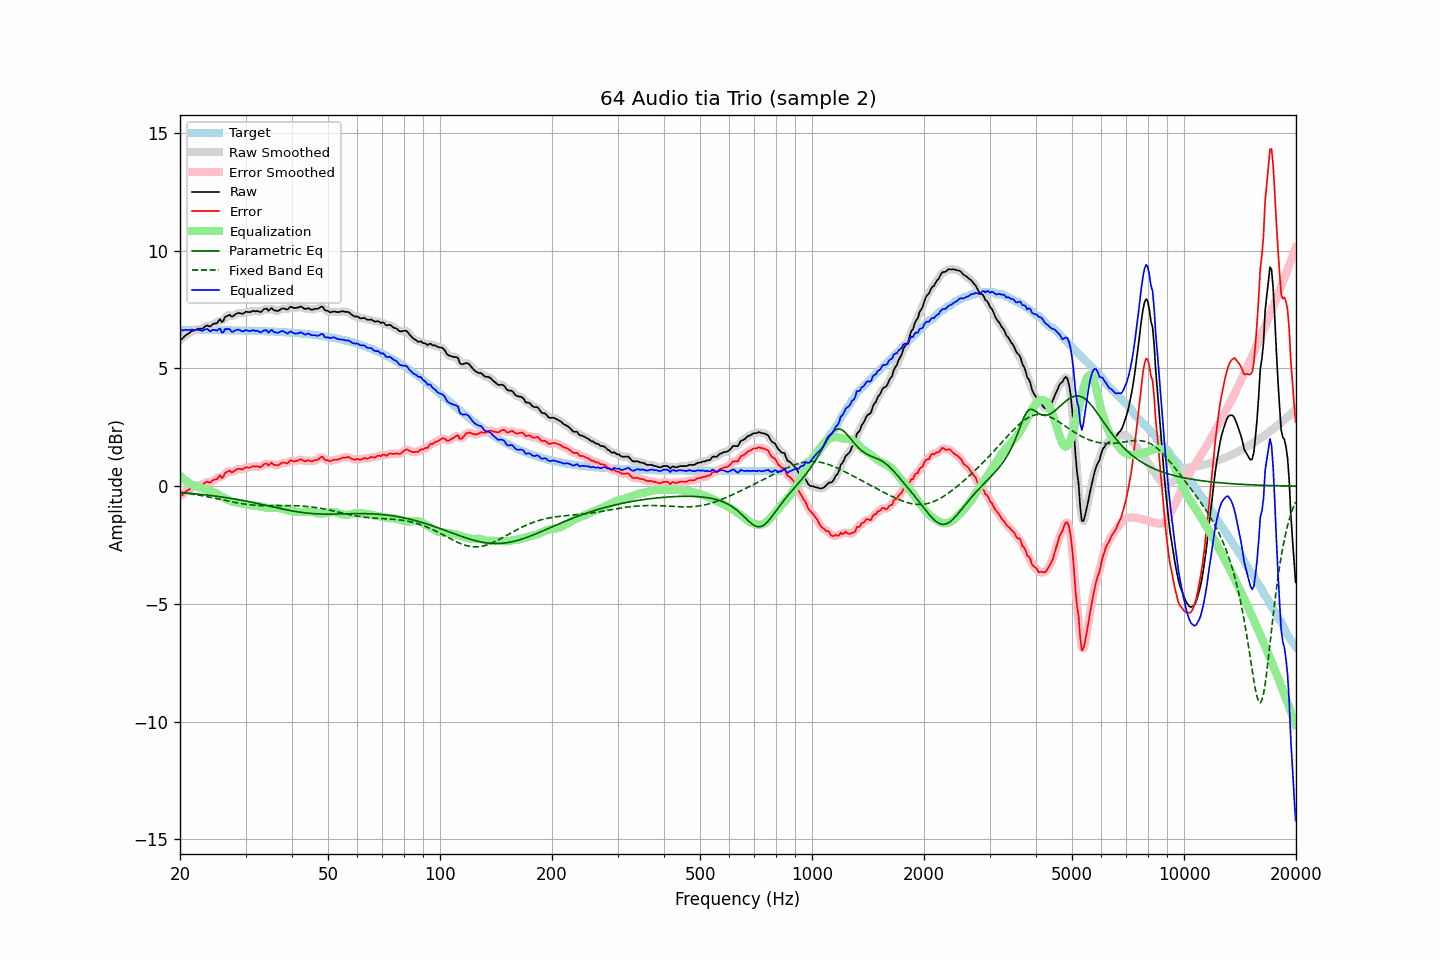 64 Audio tia Trio (sample 2)
Target
Raw Smoothed
Error Smoothed
Raw
Error
Equalization
Parametric Eq
Fixed Band Eq
Equalized
15
10
5
0
−5
−10
−15
Amplitude (dBr)
20
50
100
200
500
1000
2000
5000
10000
20000
Frequency (Hz)